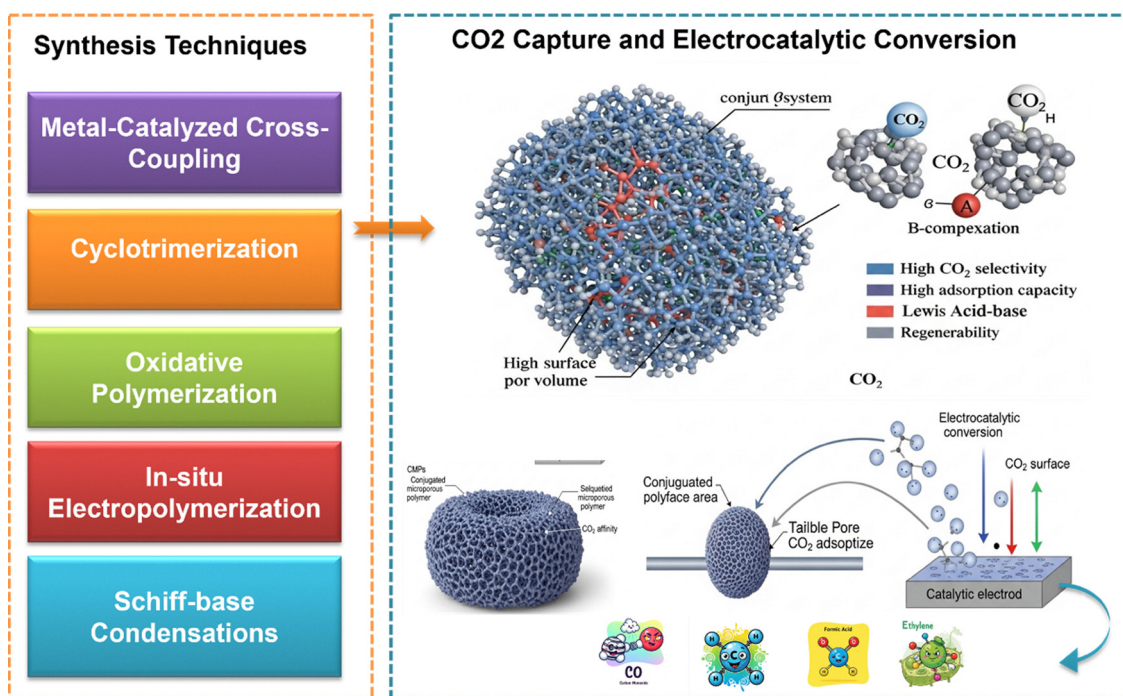 Synthesis Techniques
Metal-Catalyzed Cross-
Coupling
Cyclotrimerization
Oxidative
Polymerization
In-situ
Electropolymerization
Schiff-base
Condensations
CO2 Capture and Electrocatalytic Conversion
conjuri βsystem
CO₂
CO₂
H
CO₂
ϐ
A
B-compexation
High CO₂ selectivity
High adsorption capacity
Lewis Acid-base
Regenerability
High surface
por volume
CO₂
CMPs
Conjugated
microporous
polymer
Selquetied
microporous
polymer
CO₂ affinity
Conjuguated
polyface area
Tailble Pore
CO₂ adsoptize
Electrocatalytic
conversion
CO₂ surface
Catalytic electrod
CO
H
H
C
H
H
Formic Acid
H
H
Ethylene